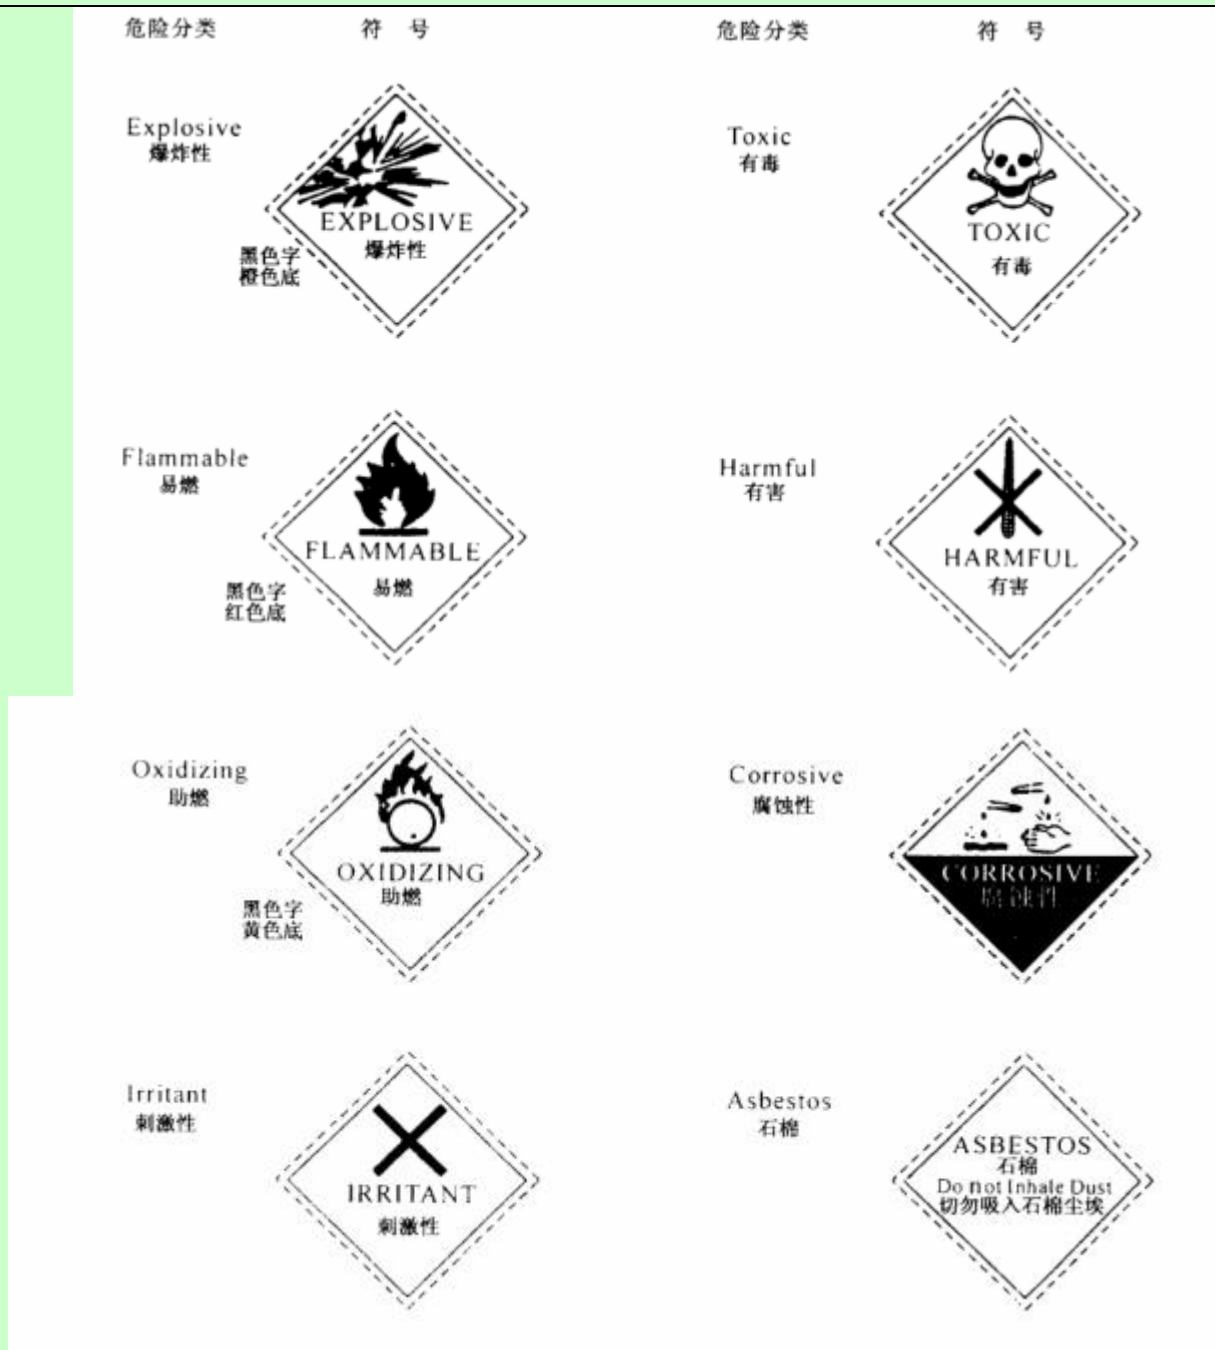 危险分类 符 号
危险分类 符 号
Explosive
爆炸性
EXPLOSIVE
爆炸性
黑色字
橙色底
Toxic
有毒
TOXIC
有毒
Flammable
易燃
FLAMMABLE
易燃
黑色字
红色底
Harmful
有害
HARMFUL
有害
Oxidizing
助燃
OXIDIZING
助燃
黑色字
黄色底
Corrosive
腐蚀性
CORROSIVE
腐蚀性
Irritant
刺激性
IRRITANT
刺激性
Asbestos
石棉
ASBESTOS
石棉
Do not Inhale Dust
切勿吸入石棉尘埃